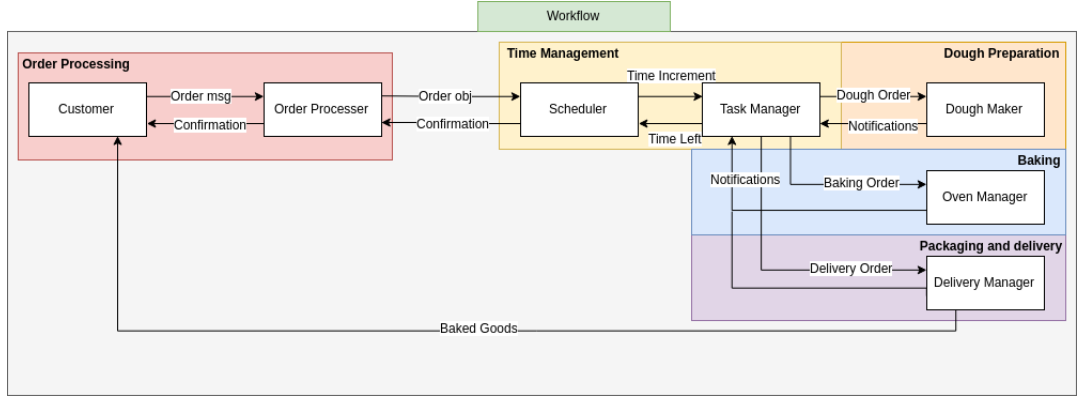 Workflow
Order Processing
Time Management
Dough Preparation
Customer
Order msg
Confirmation
Order Processer
Order obj
Confirmation
Scheduler
Time Increment
Time Left
Task Manager
Dough Order
Notifications
Dough Maker
Baking
Notifications
Baking Order
Oven Manager
Packaging and delivery
Delivery Order
Delivery Manager
Baked Goods